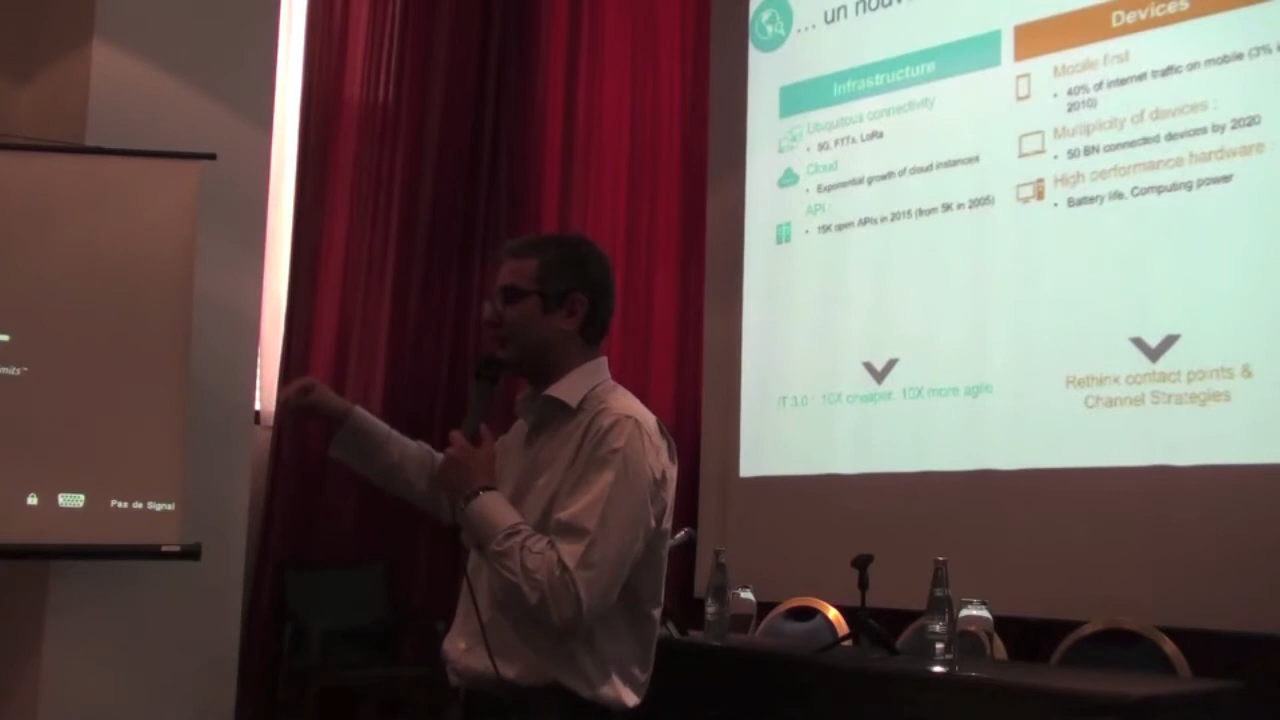 ... un nouv
Infrastructure
Ubiquitous connectivity
• 5G, FTTx, LoRa
Cloud
• Exponential growth of cloud instances
API :
• 15K open APIs in 2015 (from 5K in 2005)
IT 3.0 : 10X cheaper, 10X more agile
Devices
Mobile first
• 40% of internet traffic on mobile (3% i
2010)
Multiplicity of devices :
• 50 BN connected devices by 2020
High performance hardware :
• Battery life, Computing power
Rethink contact points &
Channel Strategies
mits™
Pas de Signal